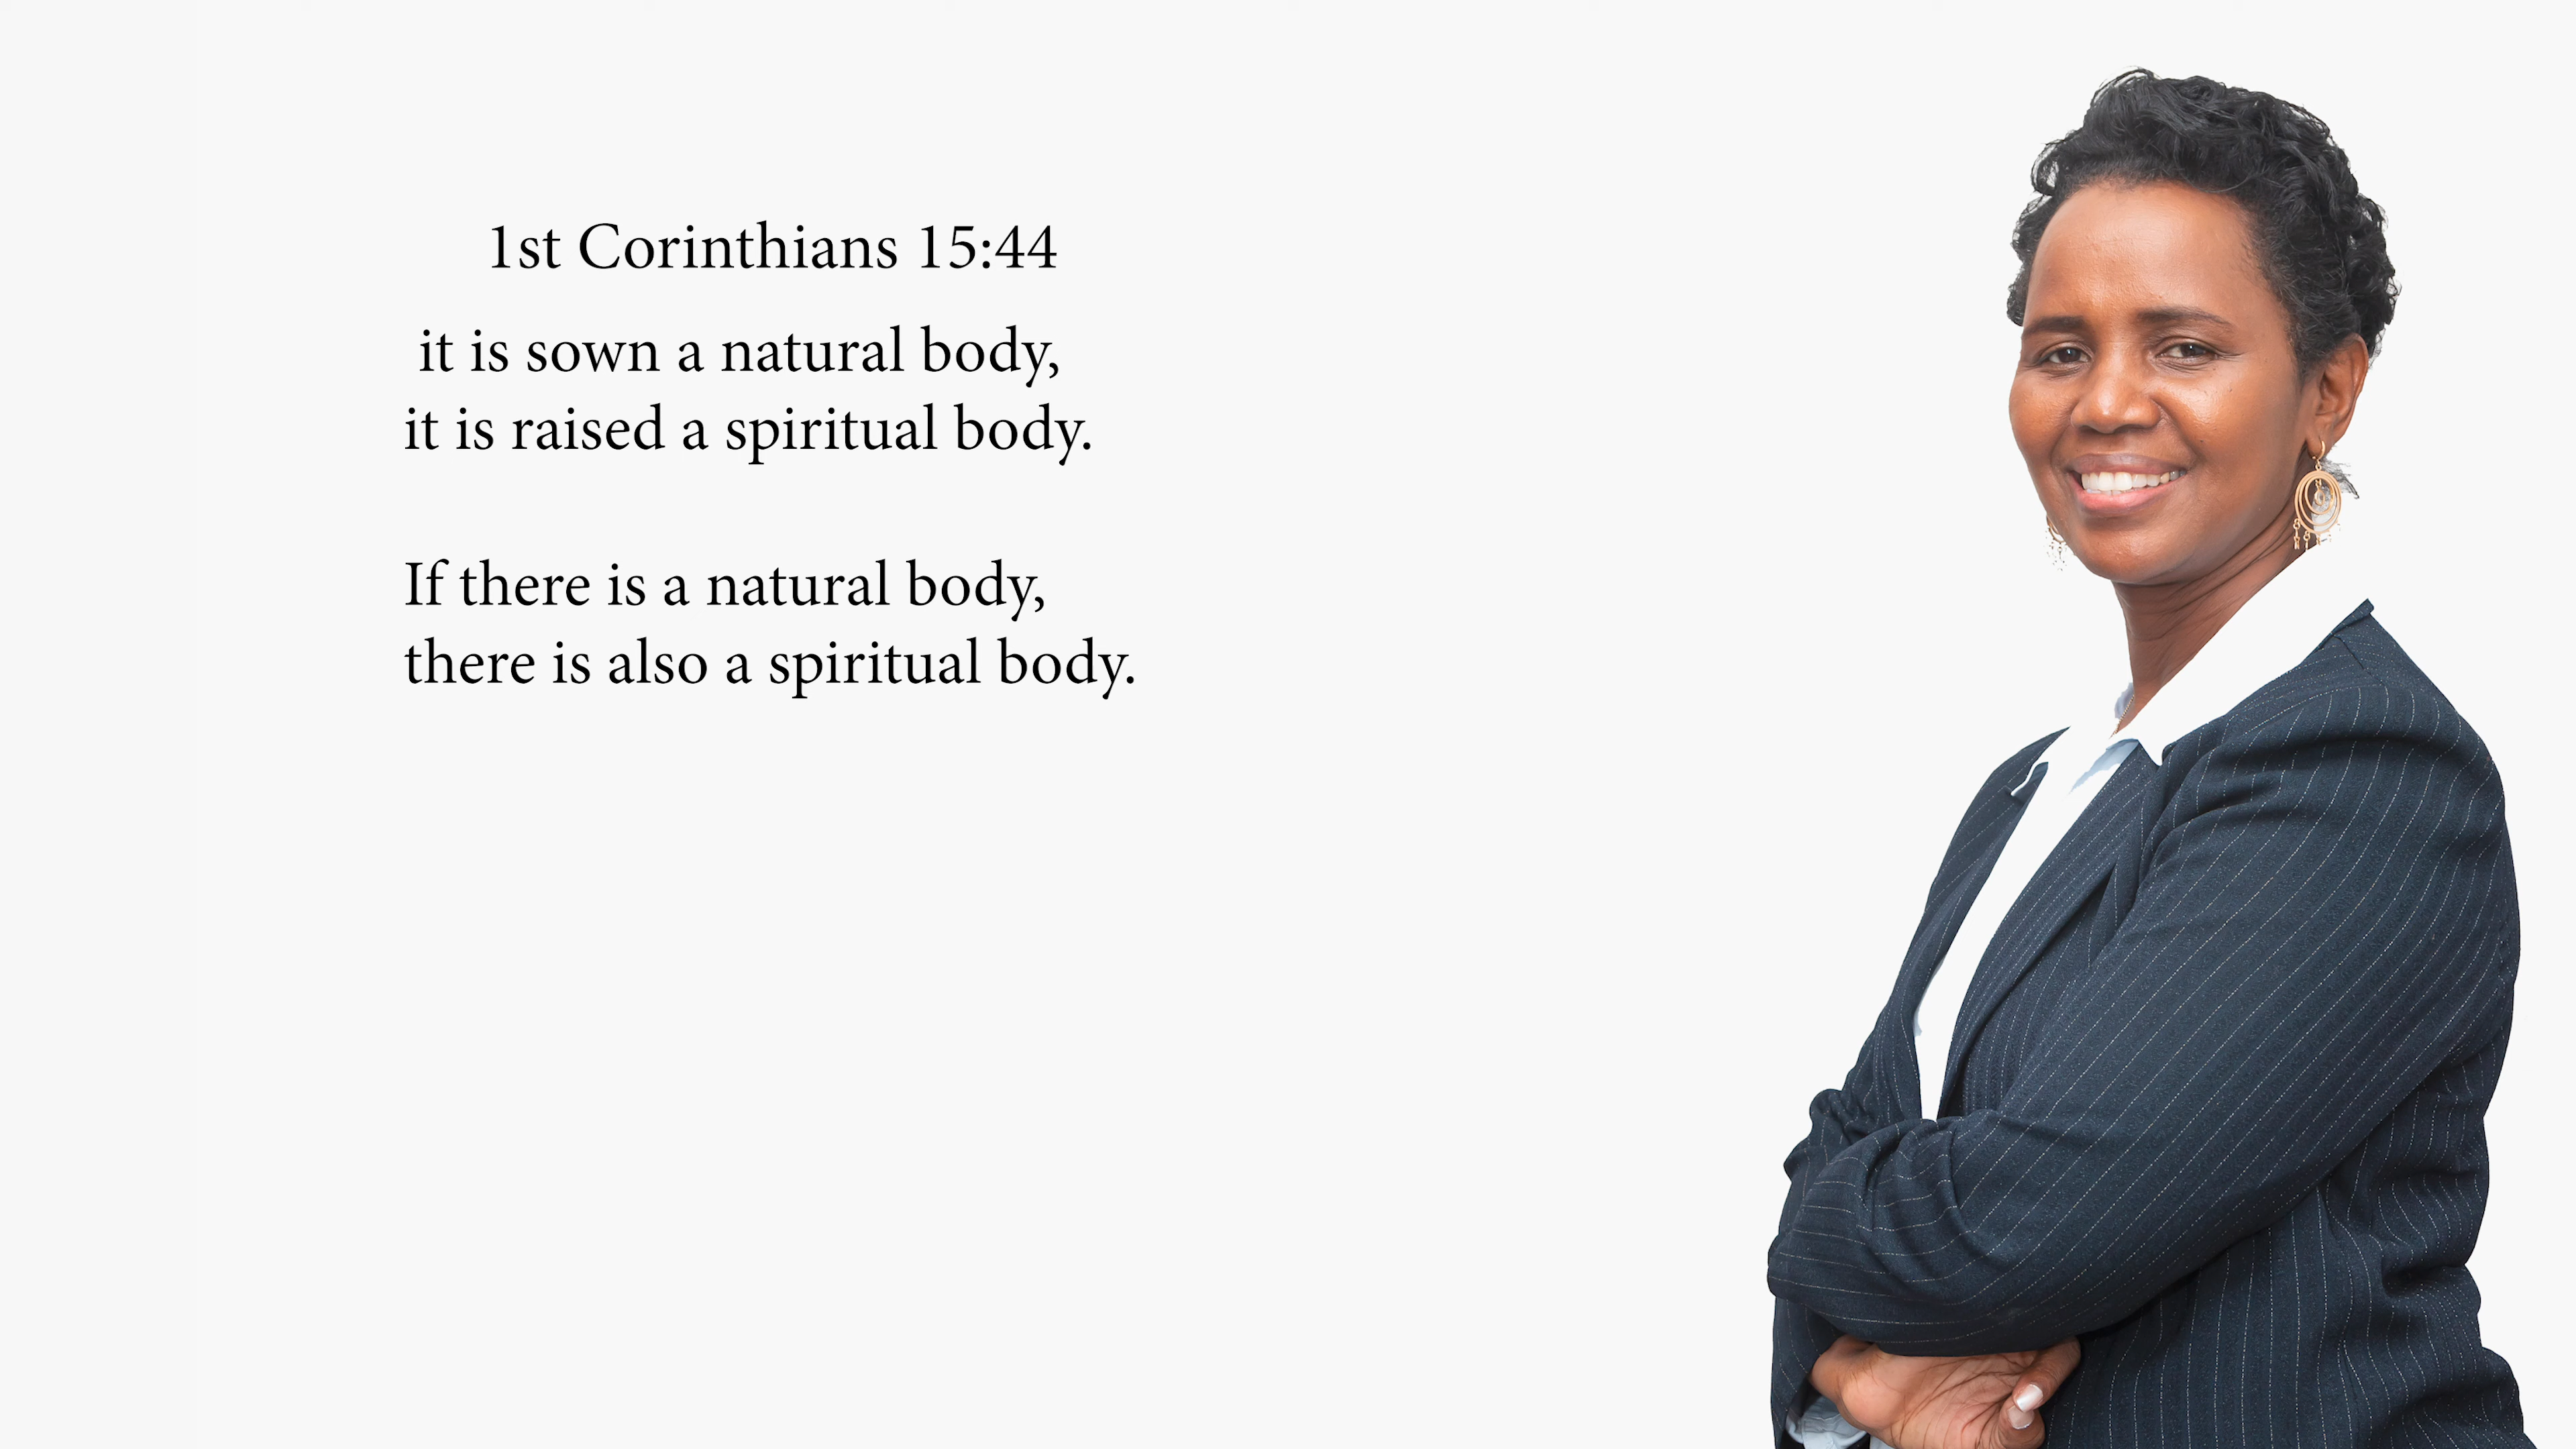 1st Corinthians 15:44
it is sown a natural body,
it is raised a spiritual body.
If there is a natural body,
there is also a spiritual body.